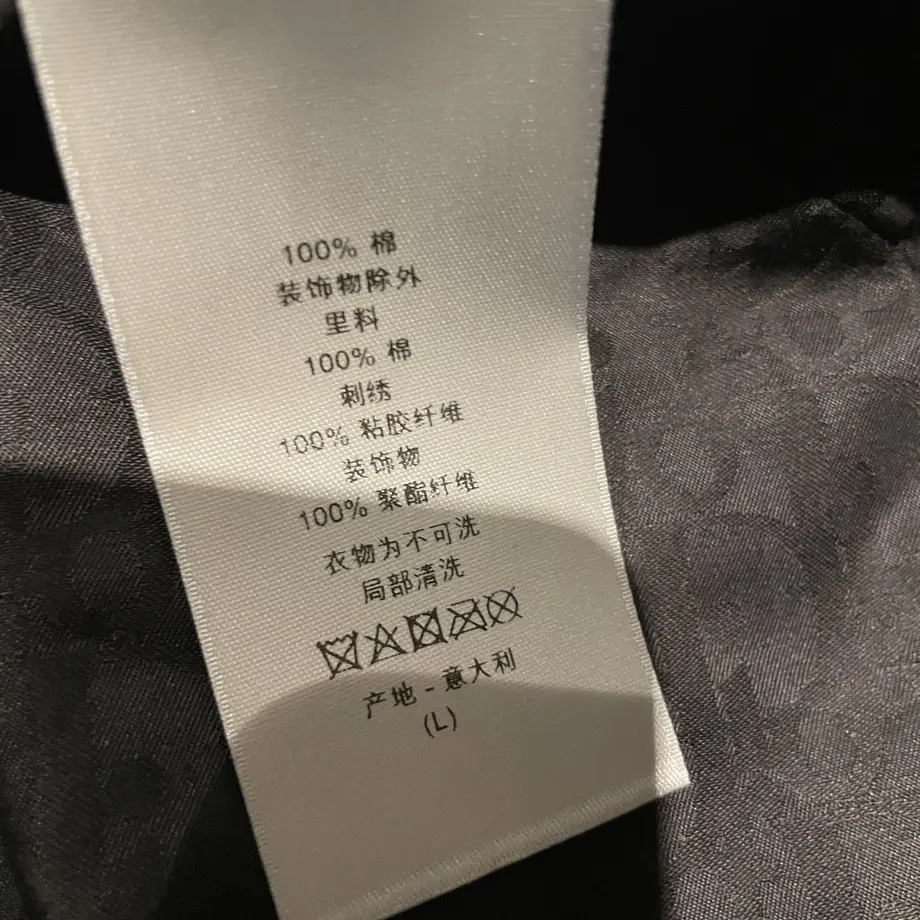 100% 棉
装饰物除外
里料
100% 棉
刺绣
100% 粘胶纤维
装饰物
100% 聚酯纤维
衣物为不可洗
局部清洗
产地 - 意大利
(L)